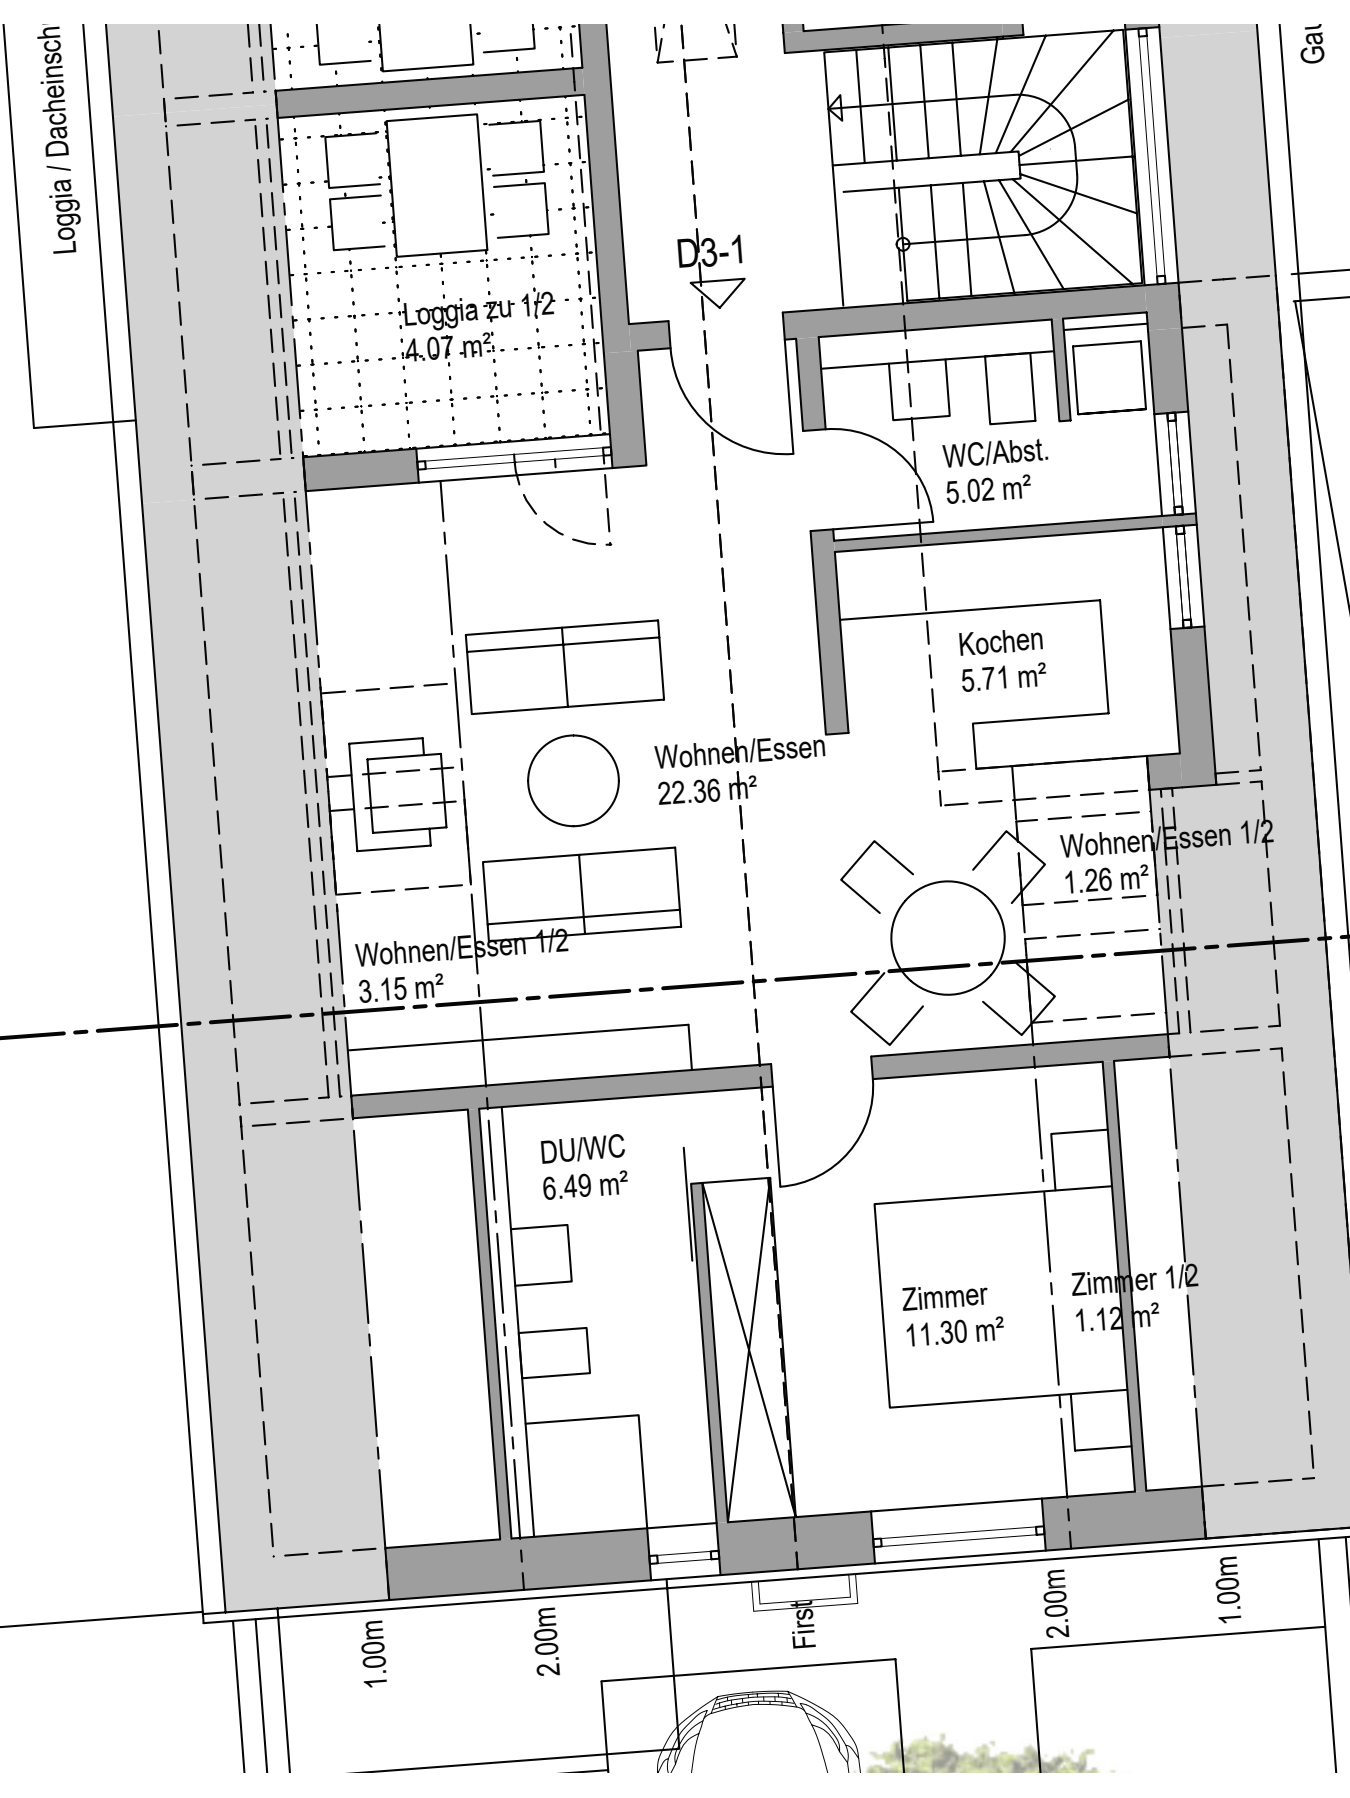 Loggia / Dacheinsch
Gau
D3-1
Loggia zu 1/2
4.07 m²
WC/Abst.
5.02 m²
Kochen
5.71 m²
Wohnen/Essen
22.36 m²
Wohnen/Essen 1/2
1.26 m²
Wohnen/Essen 1/2
3.15 m²
DU/WC
6.49 m²
Zimmer
11.30 m²
Zimmer 1/2
1.12 m²
1.00m
2.00m
First
2.00m
1.00m